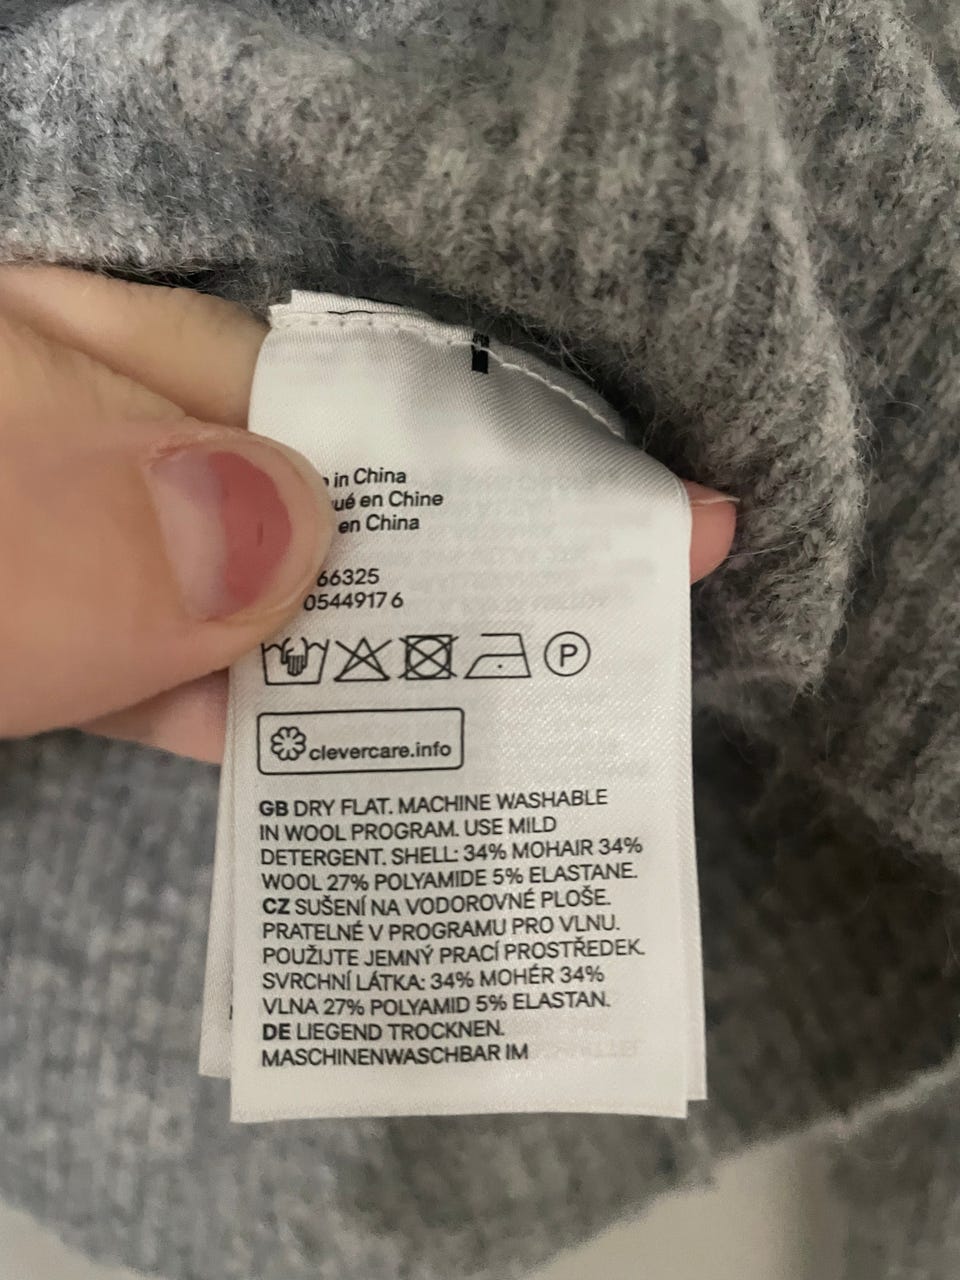 in China
en Chine
en China
66325
05449176
P
clevercare.info
GB DRY FLAT. MACHINE WASHABLE
IN WOOL PROGRAM. USE MILD
DETERGENT. SHELL: 34% MOHAIR 34%
WOOL 27% POLYAMIDE 5% ELASTANE.
CZ SUŠENÍ NA VODOROVNÉ PLOŠE.
PRATELNÉ V PROGRAMU PRO VLNU.
POUŽIJTE JEMNÝ PRACÍ PROSTŘEDEK.
SVRCHNÍ LÁTKA: 34% MOHÉR 34%
VLNA 27% POLYAMID 5% ELASTAN.
DE LIEGEND TROCKNEN.
MASCHINENWASCHBAR IM